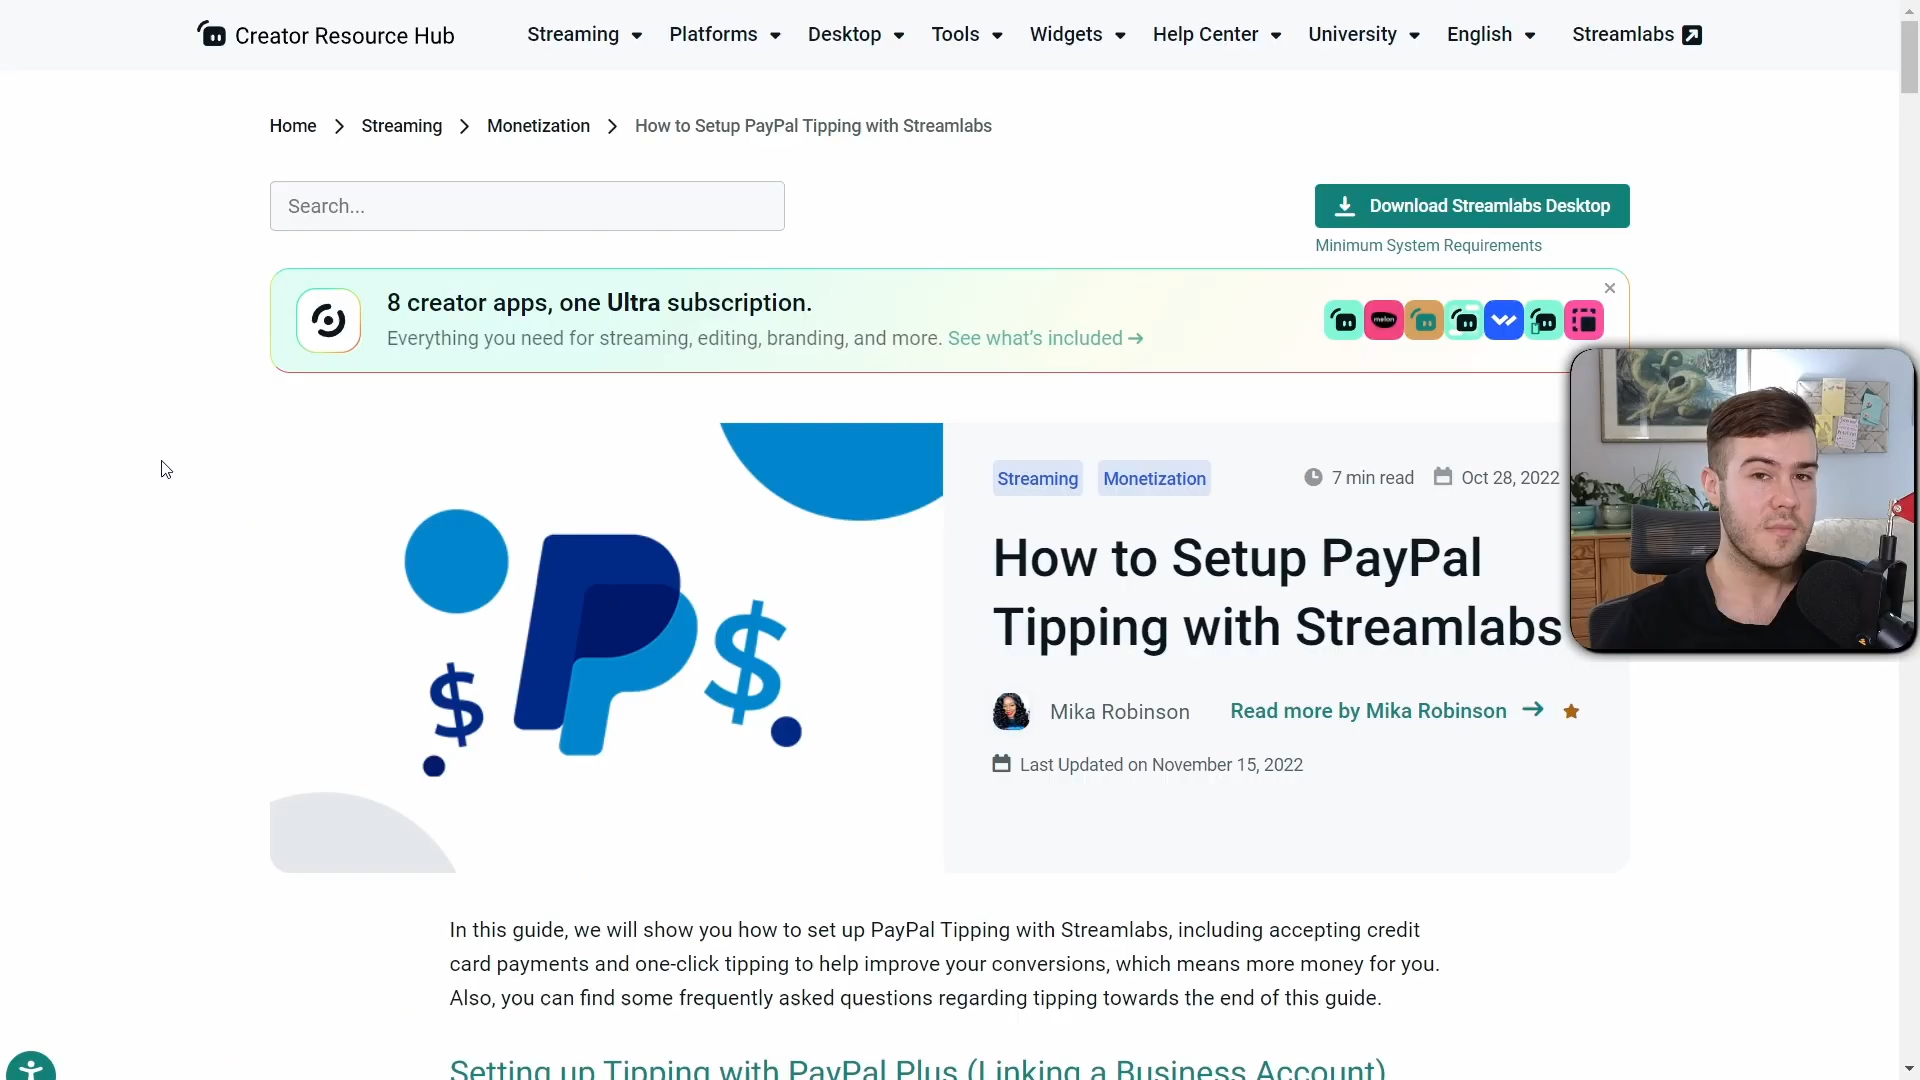 Creator Resource Hub
Streaming Platforms Desktop Tools Widgets Help Center University English Streamlabs
Home Streaming Monetization How to Setup PayPal Tipping with Streamlabs
Search...
Download Streamlabs Desktop
Minimum System Requirements
8 creator apps, one Ultra subscription.
Everything you need for streaming, editing, branding, and more. See what's included →
melon
Streaming Monetization 7 min read Oct 28, 2022
How to Setup PayPal
Tipping with Streamlabs
Mika Robinson Read more by Mika Robinson →
Last Updated on November 15, 2022
$
$
In this guide, we will show you how to set up PayPal Tipping with Streamlabs, including accepting credit
card payments and one-click tipping to help improve your conversions, which means more money for you.
Also, you can find some frequently asked questions regarding tipping towards the end of this guide.
Setting up Tipping with PayPal Plus (Linking a Business Account)